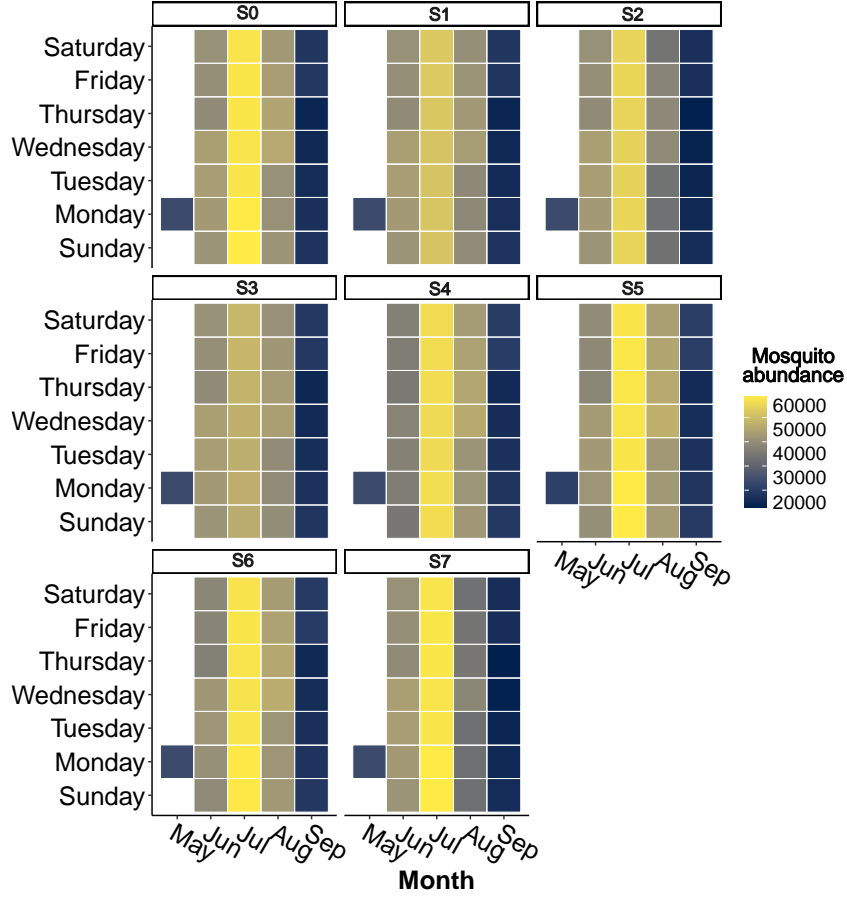 S0 S1 S2
Saturday
Friday
Thursday
Wednesday
Tuesday
Monday
Sunday
S3 S4 S5
Saturday
Friday
Thursday
Wednesday
Tuesday
Monday
Sunday
Mosquito
abundance
60000
50000
40000
30000
20000
May Jun Jul Aug Sep
S6 S7
Saturday
Friday
Thursday
Wednesday
Tuesday
Monday
Sunday
May Jun Jul Aug Sep May Jun Jul Aug Sep
Month